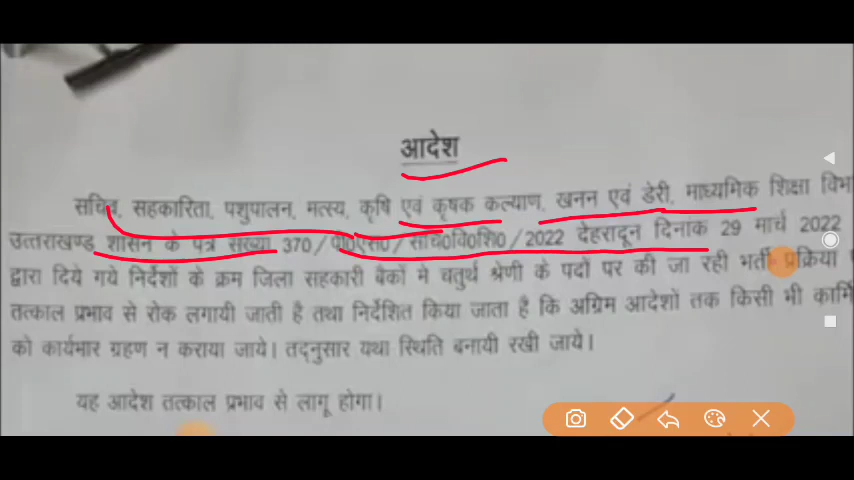 आदेश
सचिव, सहकारिता, पशुपालन, मत्स्य, कृषि एवं कृषक कल्याण, खनन एवं डेरी, माध्यमिक शिक्षा
उत्तराखण्ड शासन के पत्र संख्या 370/ 2022 देहरादून दिनांक 29 मार्च 2022
द्वारा दिये गये निर्देशों के क्रम जिला सहकारी बैकों मे चतुर्थ श्रेणी के पदों पर की जा रही भर्ती प्रक्रिया
तत्काल प्रभाव से रोक लगायी जाती है तथा निर्देशित किया जाता है कि अग्रिम आदेशों तक किसी भी
को कार्यभार ग्रहण न कराया जाये। तद्नुसार यथा स्थिति बनायी रखी जाये।
यह आदेश तत्काल प्रभाव से लागू होगा।